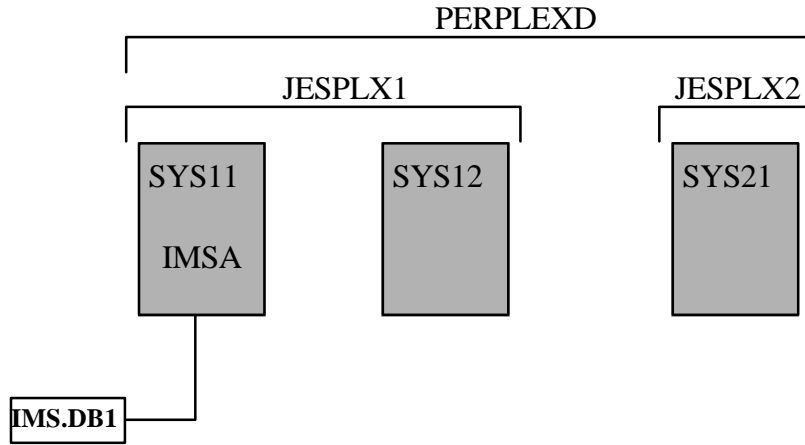 PERPLEXD
JESPLX1
JESPLX2
SYS11
SYS12
SYS21
IMSA
IMS.DB1